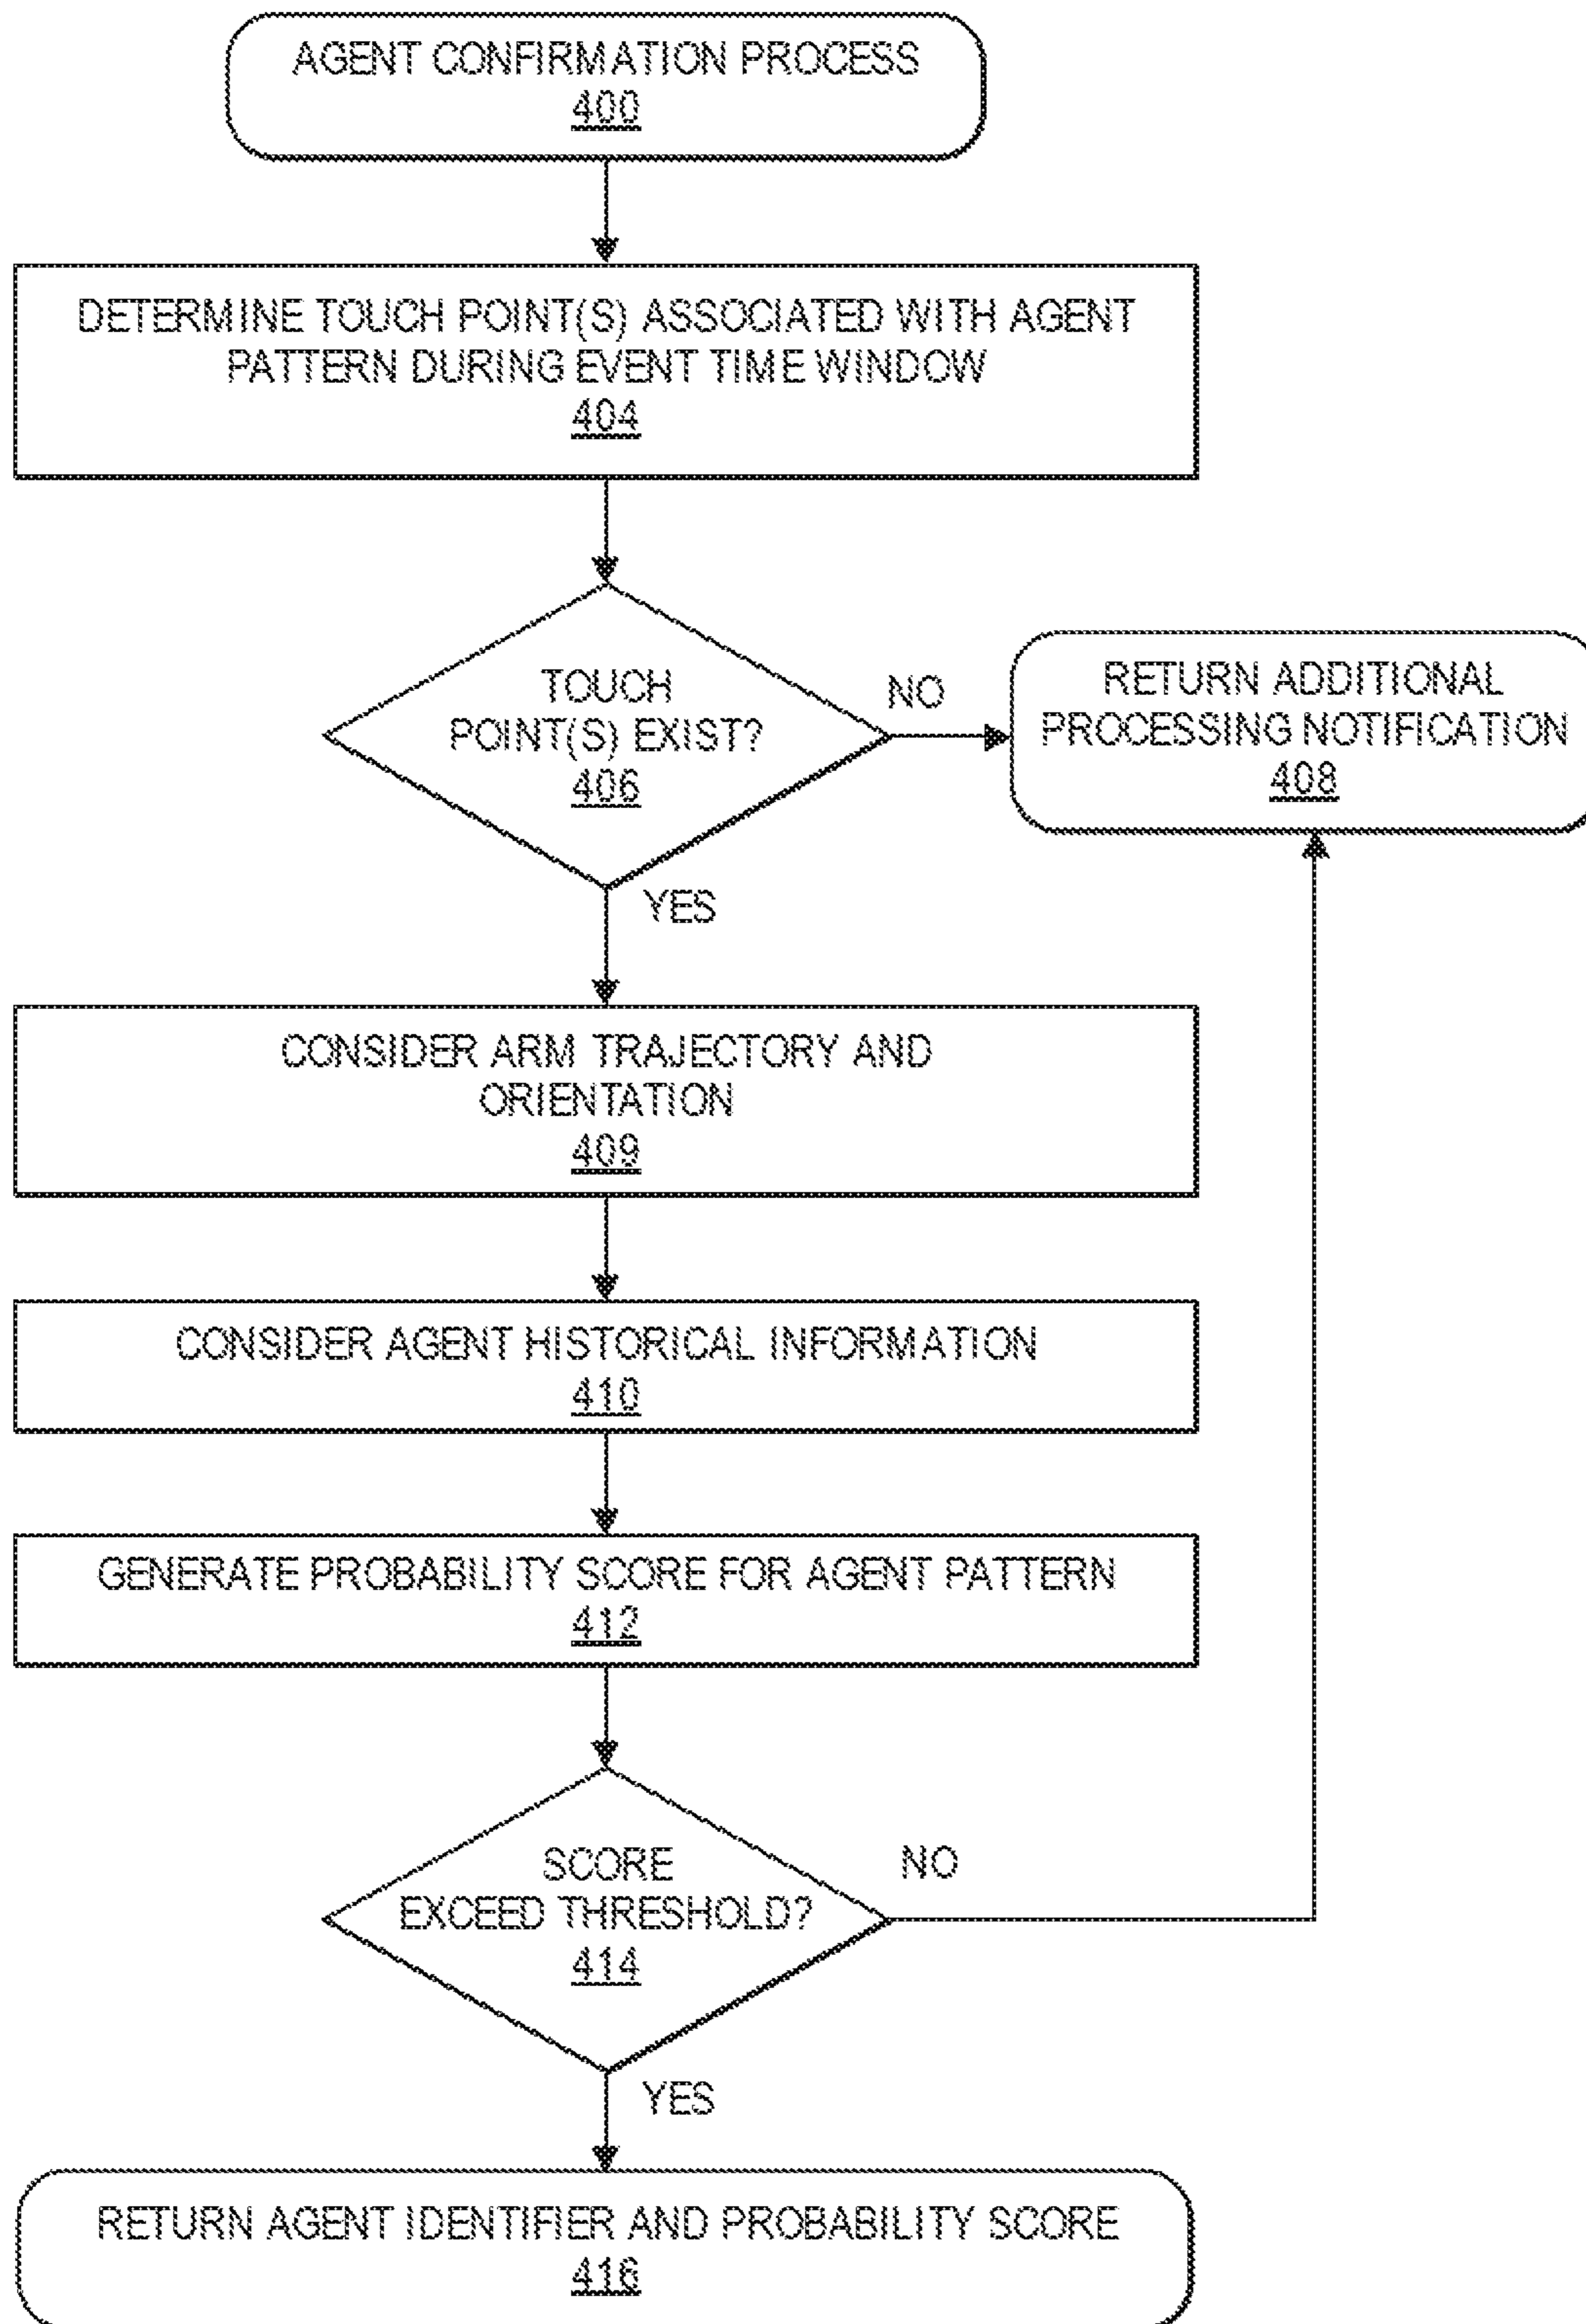 AGENT CONFIRMATION PROCESS
400
DETERMINE TOUCH POINT(S) ASSOCIATED WITH AGENT
PATTERN DURING EVENT TIME WINDOW
404
TOUCH
POINT(S) EXIST?
406
NO
RETURN ADDITIONAL
PROCESSING NOTIFICATION
408
YES
CONSIDER ARM TRAJECTORY AND
ORIENTATION
409
CONSIDER AGENT HISTORICAL INFORMATION
410
GENERATE PROBABILITY SCORE FOR AGENT PATTERN
412
SCORE
EXCEED THRESHOLD?
414
NO
YES
RETURN AGENT IDENTIFIER AND PROBABILITY SCORE
416